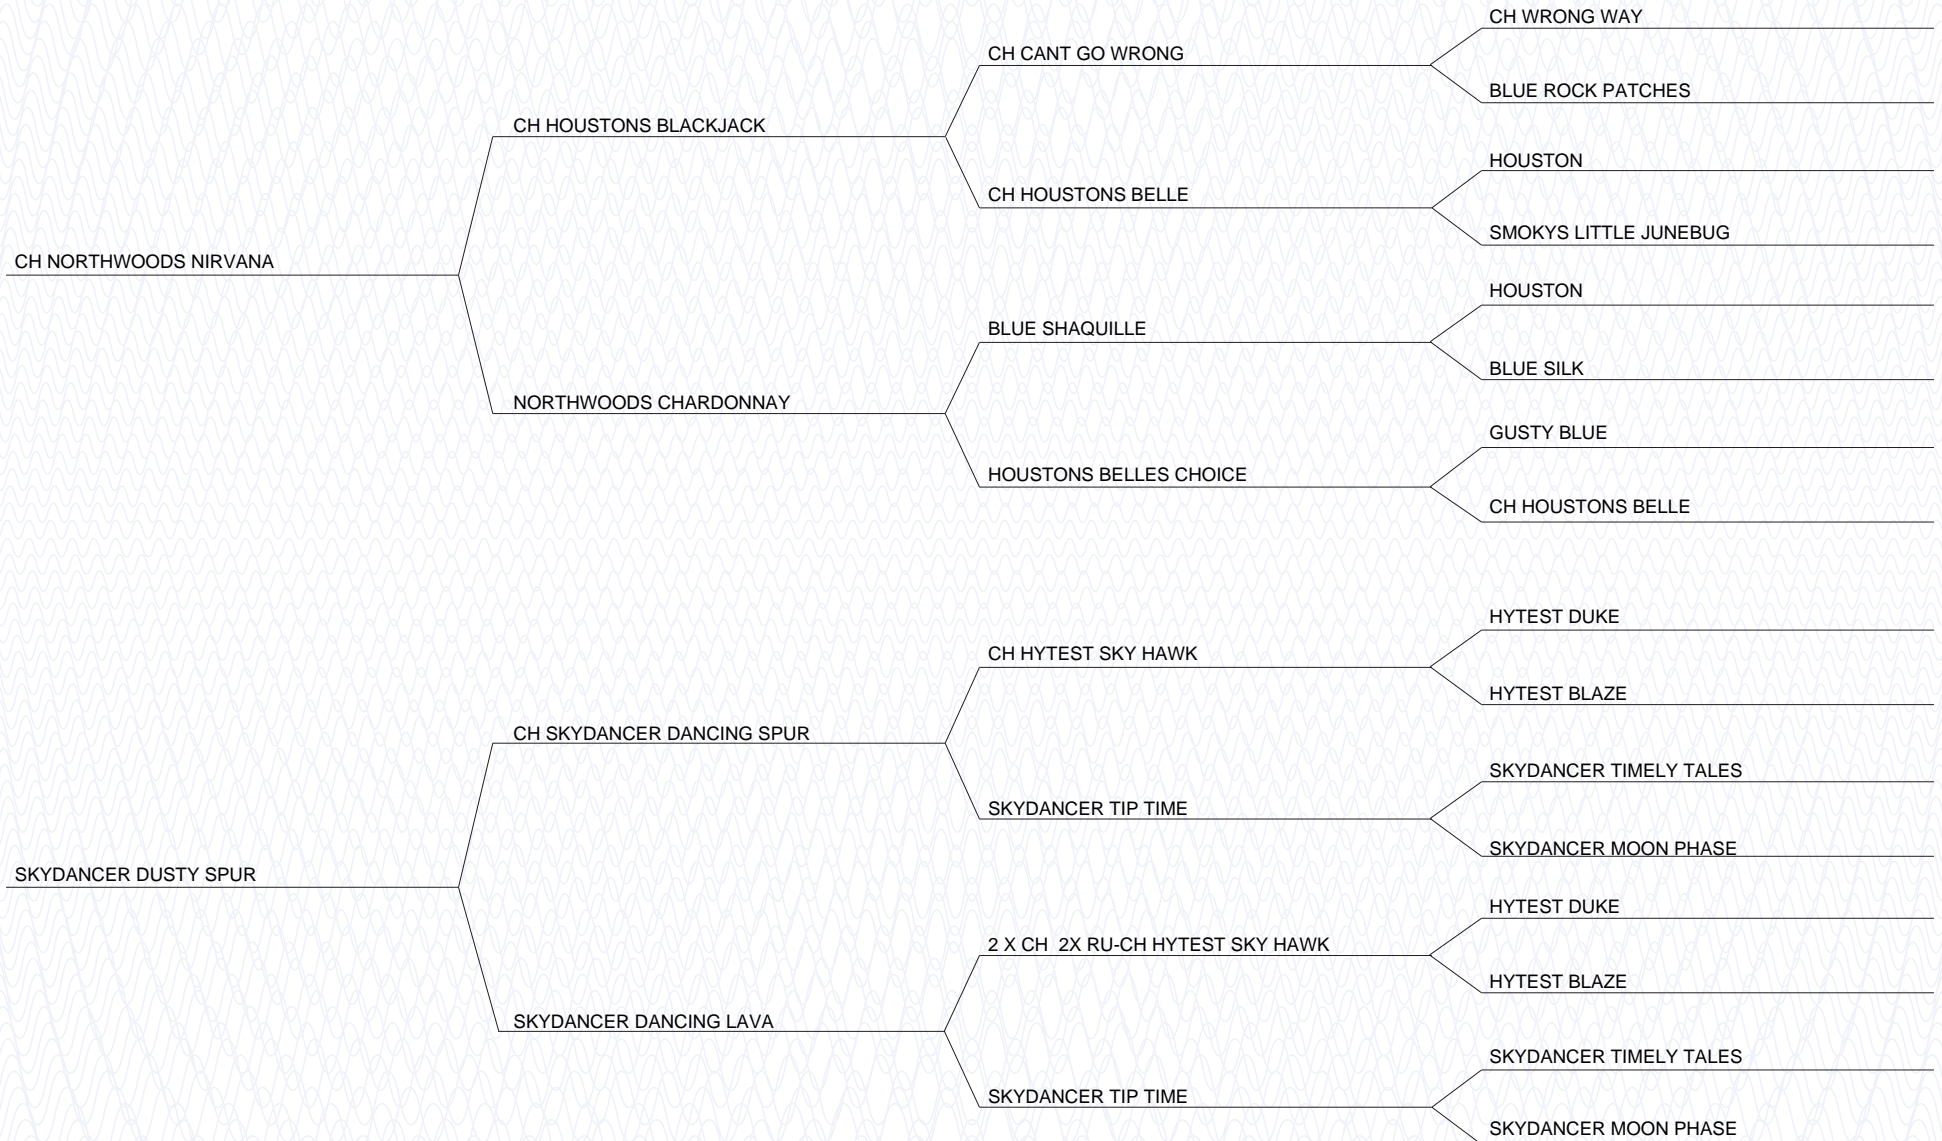 CH WRONG WAY
CH CANT GO WRONG
BLUE ROCK PATCHES
CH HOUSTONS BLACKJACK
HOUSTON
CH HOUSTONS BELLE
SMOKYS LITTLE JUNEBUG
CH NORTHWOODS NIRVANA
HOUSTON
BLUE SHAQUILLE
BLUE SILK
NORTHWOODS CHARDONNAY
GUSTY BLUE
HOUSTONS BELLES CHOICE
CH HOUSTONS BELLE
HYTEST DUKE
CH HYTEST SKY HAWK
HYTEST BLAZE
CH SKYDANCER DANCING SPUR
SKYDANCER TIMELY TALES
SKYDANCER TIP TIME
SKYDANCER MOON PHASE
SKYDANCER DUSTY SPUR
HYTEST DUKE
2 X CH  2X RU-CH HYTEST SKY HAWK
HYTEST BLAZE
SKYDANCER DANCING LAVA
SKYDANCER TIMELY TALES
SKYDANCER TIP TIME
SKYDANCER MOON PHASE